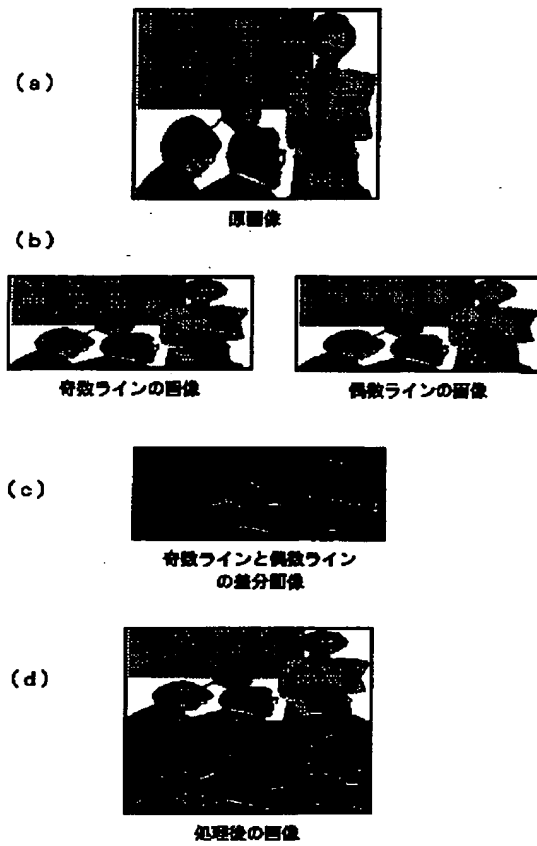 (a)
原画像
(b)
奇数ラインの画像
偶数ラインの画像
(c)
奇数ラインと偶数ライン
の差分画像
(d)
処理後の画像